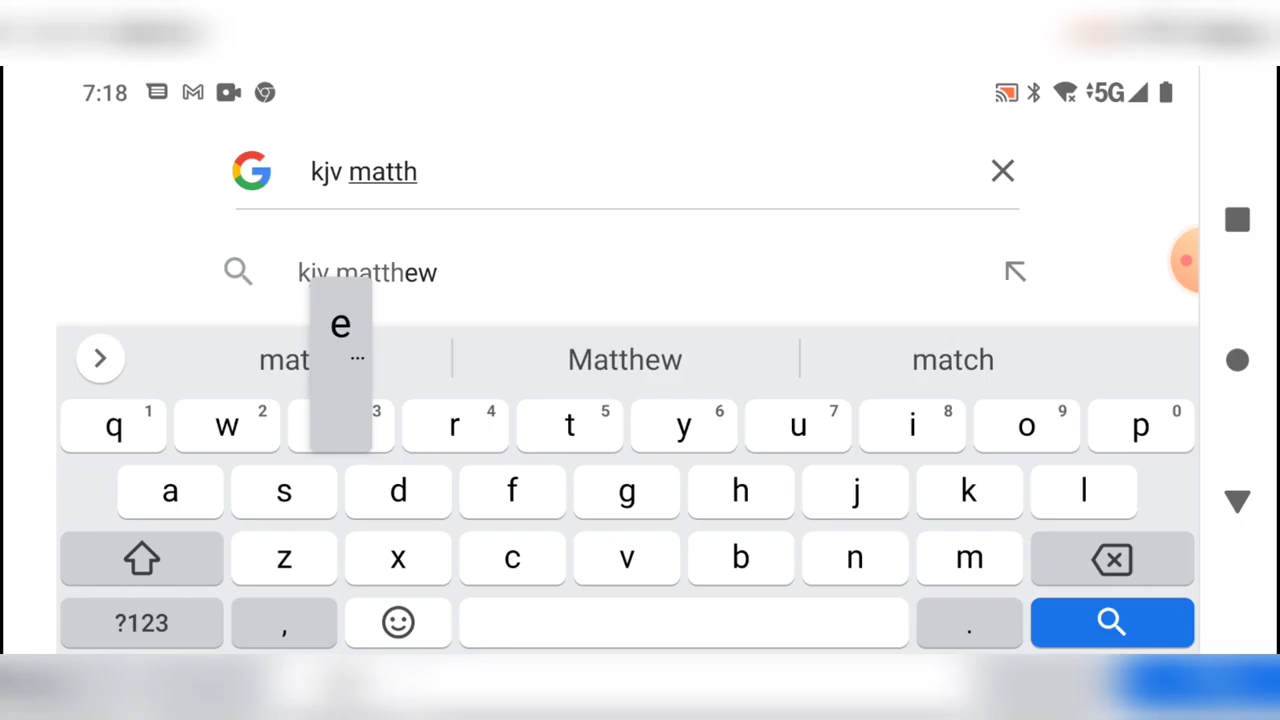 7:18 5G
kjv matth
kjv matthew
e
...
mat Matthew match
q 1 w 2 3 r 4 t 5 y 6 u 7 i 8 o 9 p 0
a s d f g h j k l
z x c v b n m
?123 , .